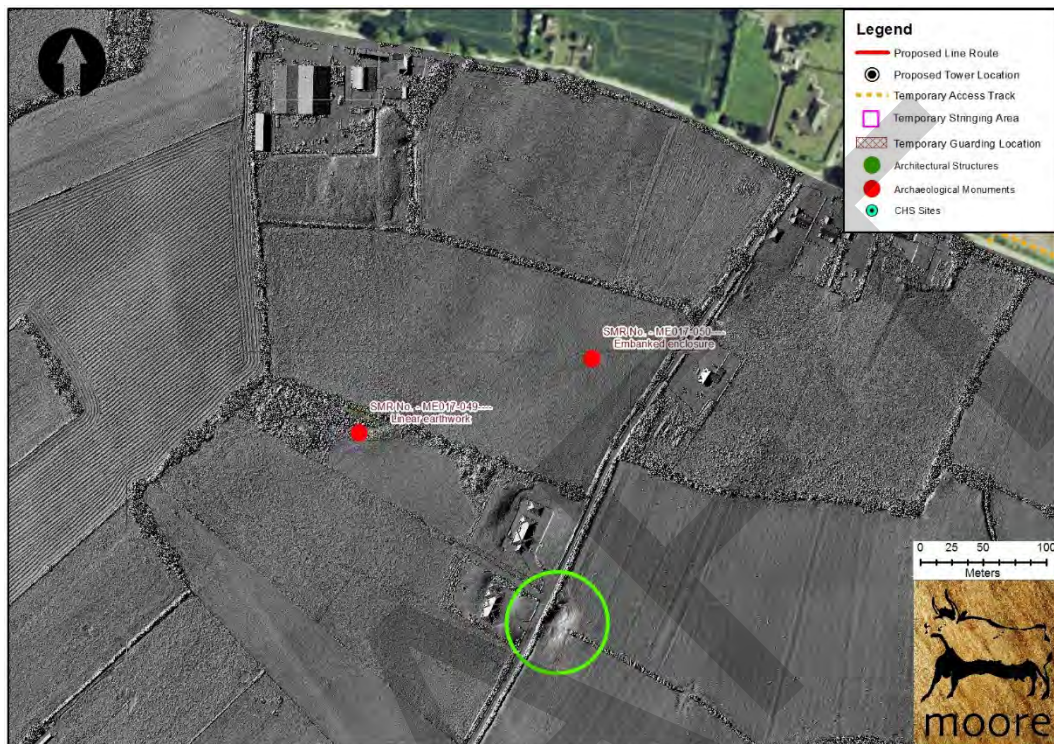 Legend
Proposed Line Route
Proposed Tower Location
Temporary Access Track
Temporary Stringing Area
Temporary Guarding Location
Architectural Structures
Archaeological Monuments
CHS Sites
SMR No. - ME017-050----
Embanked enclosure
SMR No. - ME017-049----
Linear earthwork
0 25 50 100
Meters
moore